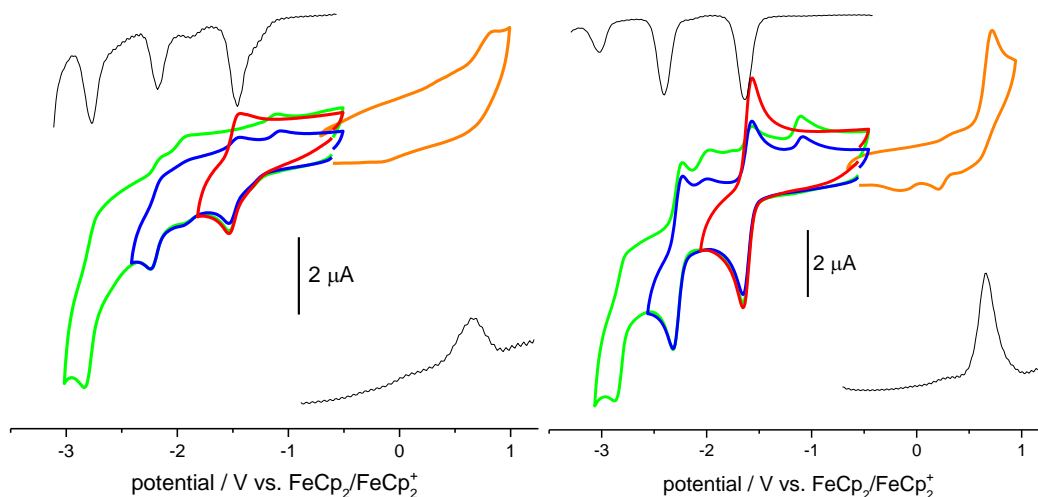 2 μA
-3 -2 -1 0 1
potential / V vs. FeCp₂/FeCp₂⁺
2 μA
-3 -2 -1 0 1
potential / V vs. FeCp₂/FeCp₂⁺